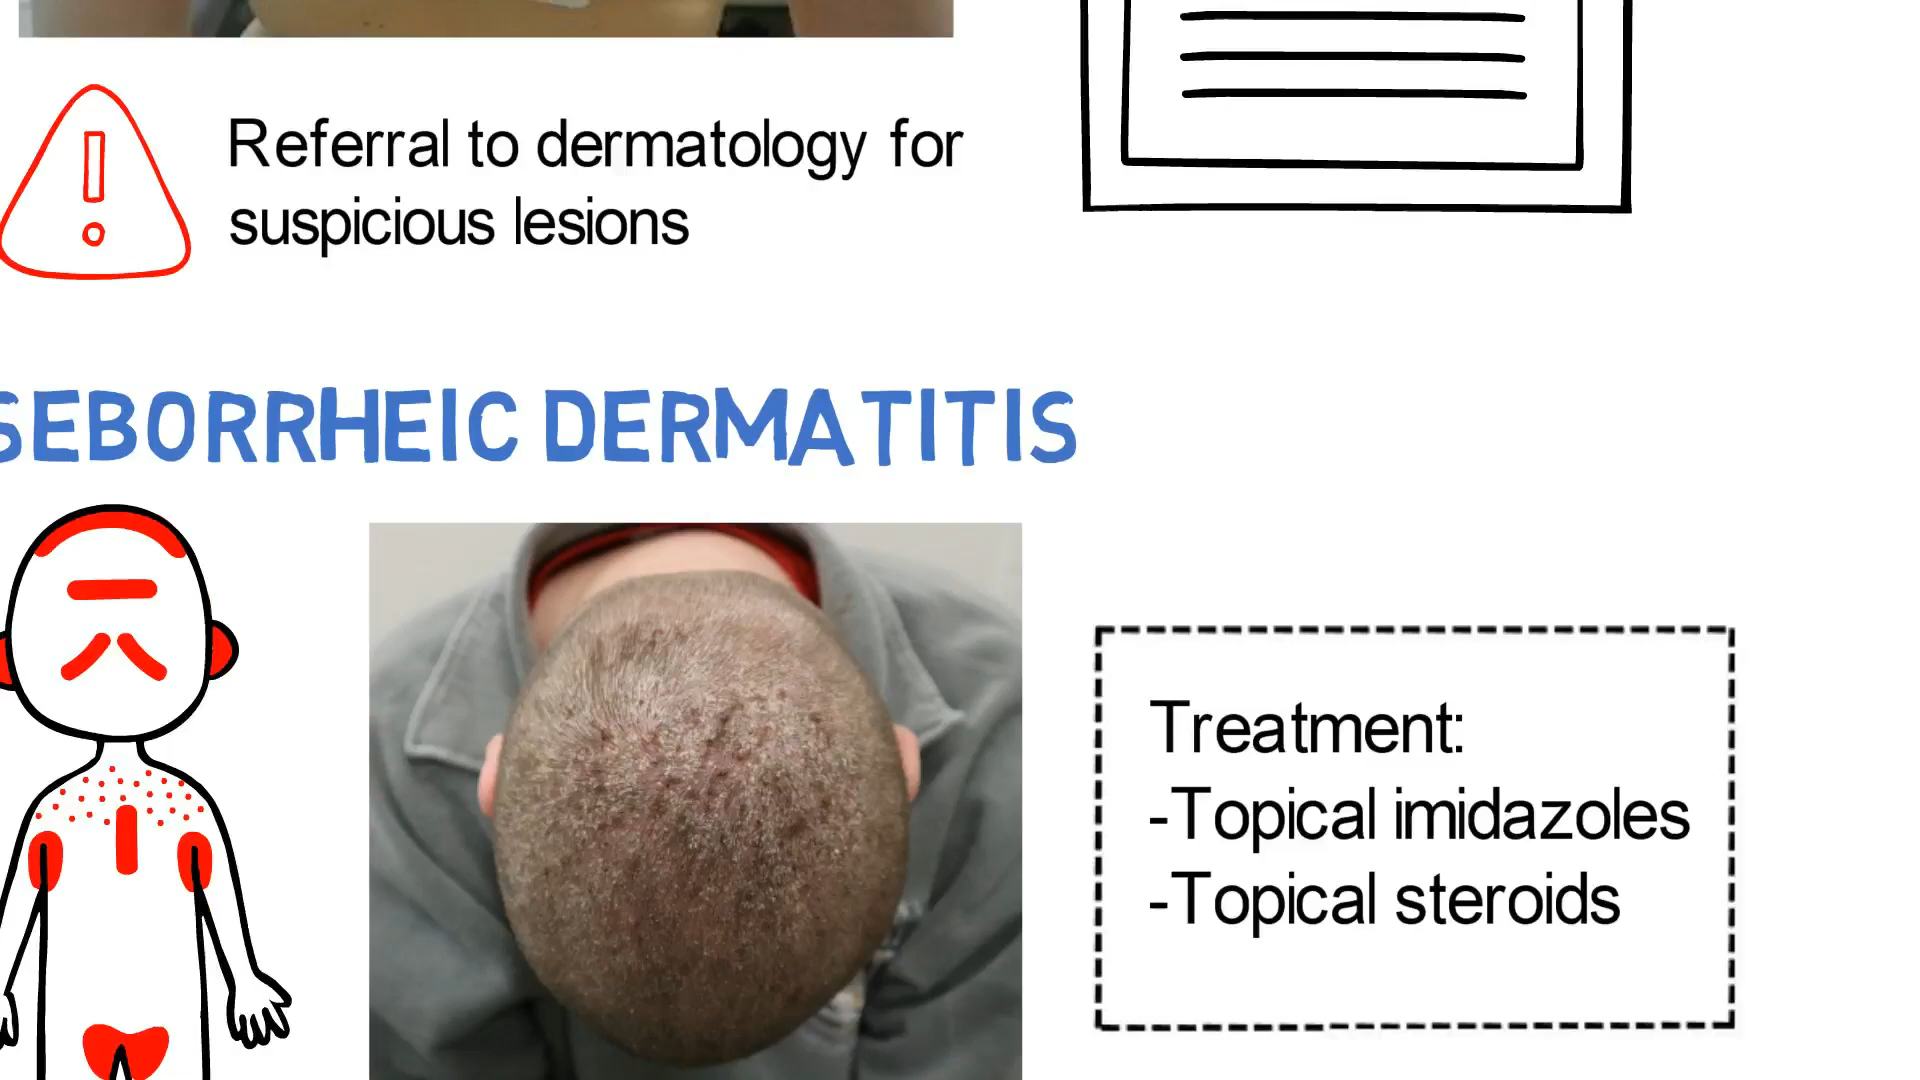 Referral to dermatology for
suspicious lesions
SEBORRHEIC DERMATITIS
Treatment:
-Topical imidazoles
-Topical steroids